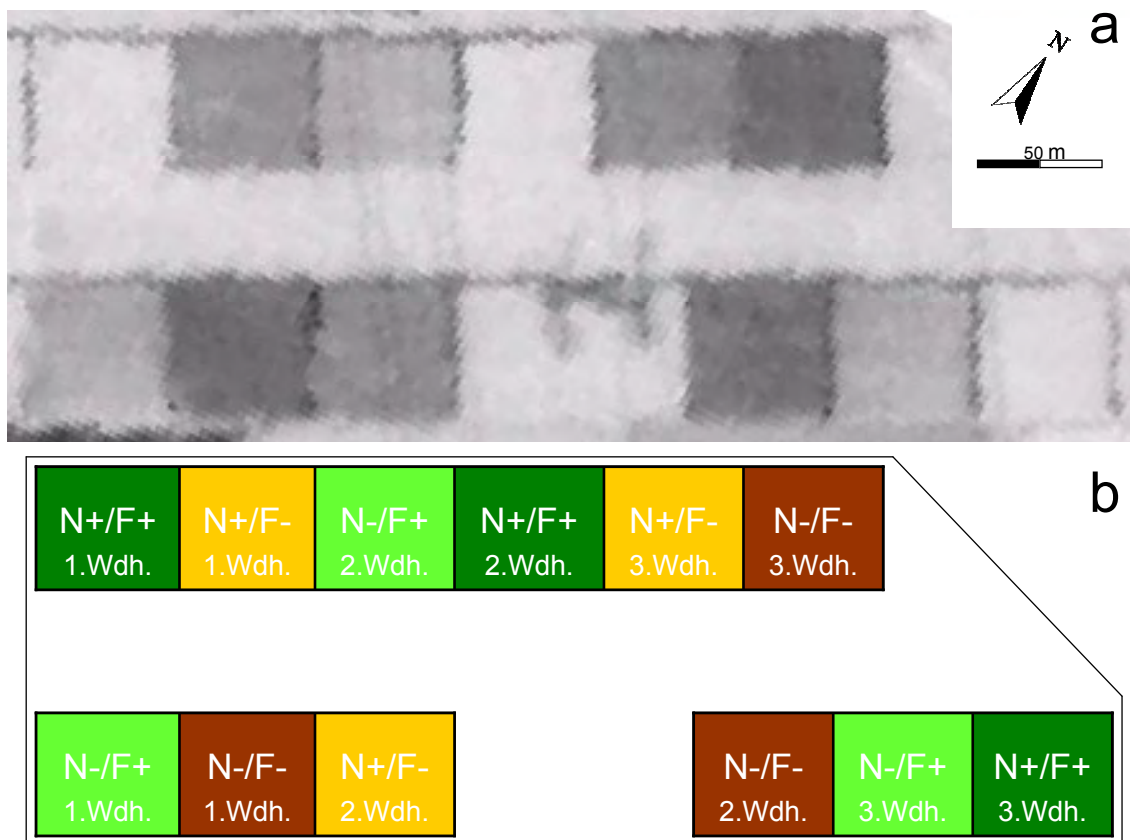 a
N
50 m
b
N+/F+ N+/F- N-/F+ N+/F+ N+/F- N-/F-
1.Wdh. 1.Wdh. 2.Wdh. 2.Wdh. 3.Wdh. 3.Wdh.
N-/F+ N-/F- N+/F- N-/F- N-/F+ N+/F+
1.Wdh. 1.Wdh. 2.Wdh. 2.Wdh. 3.Wdh. 3.Wdh.